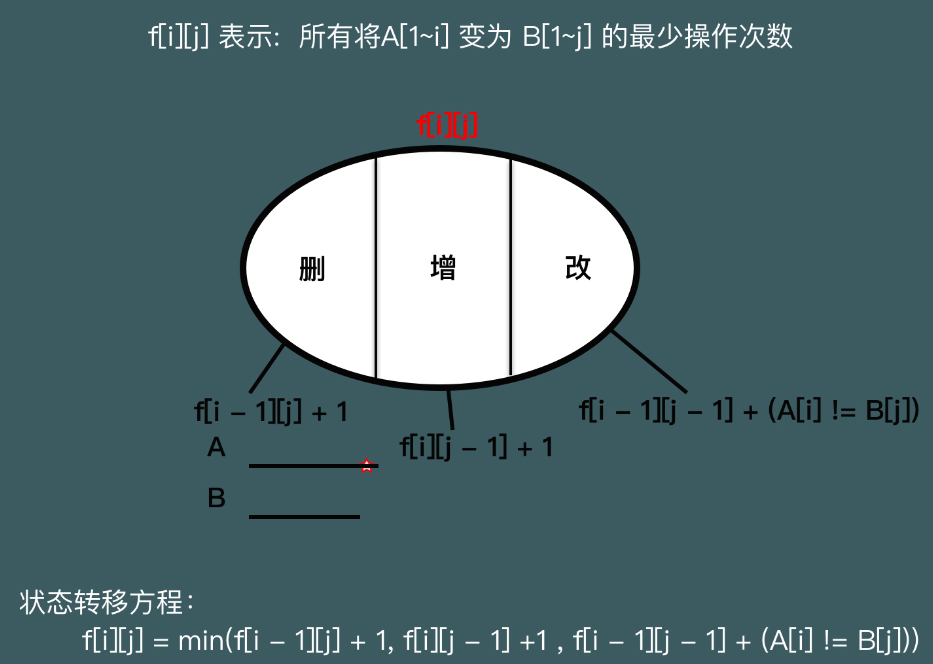 f[i][j] 表示：所有将A[1~i] 变为 B[1~j] 的最少操作次数
f[i][j]
删
增
改
f[i - 1][j] + 1
f[i][j - 1] + 1
f[i - 1][j - 1] + (A[i] != B[j])
A
B
状态转移方程：
f[i][j] = min(f[i - 1][j] + 1, f[i][j - 1] +1 , f[i - 1][j - 1] + (A[i] != B[j]))